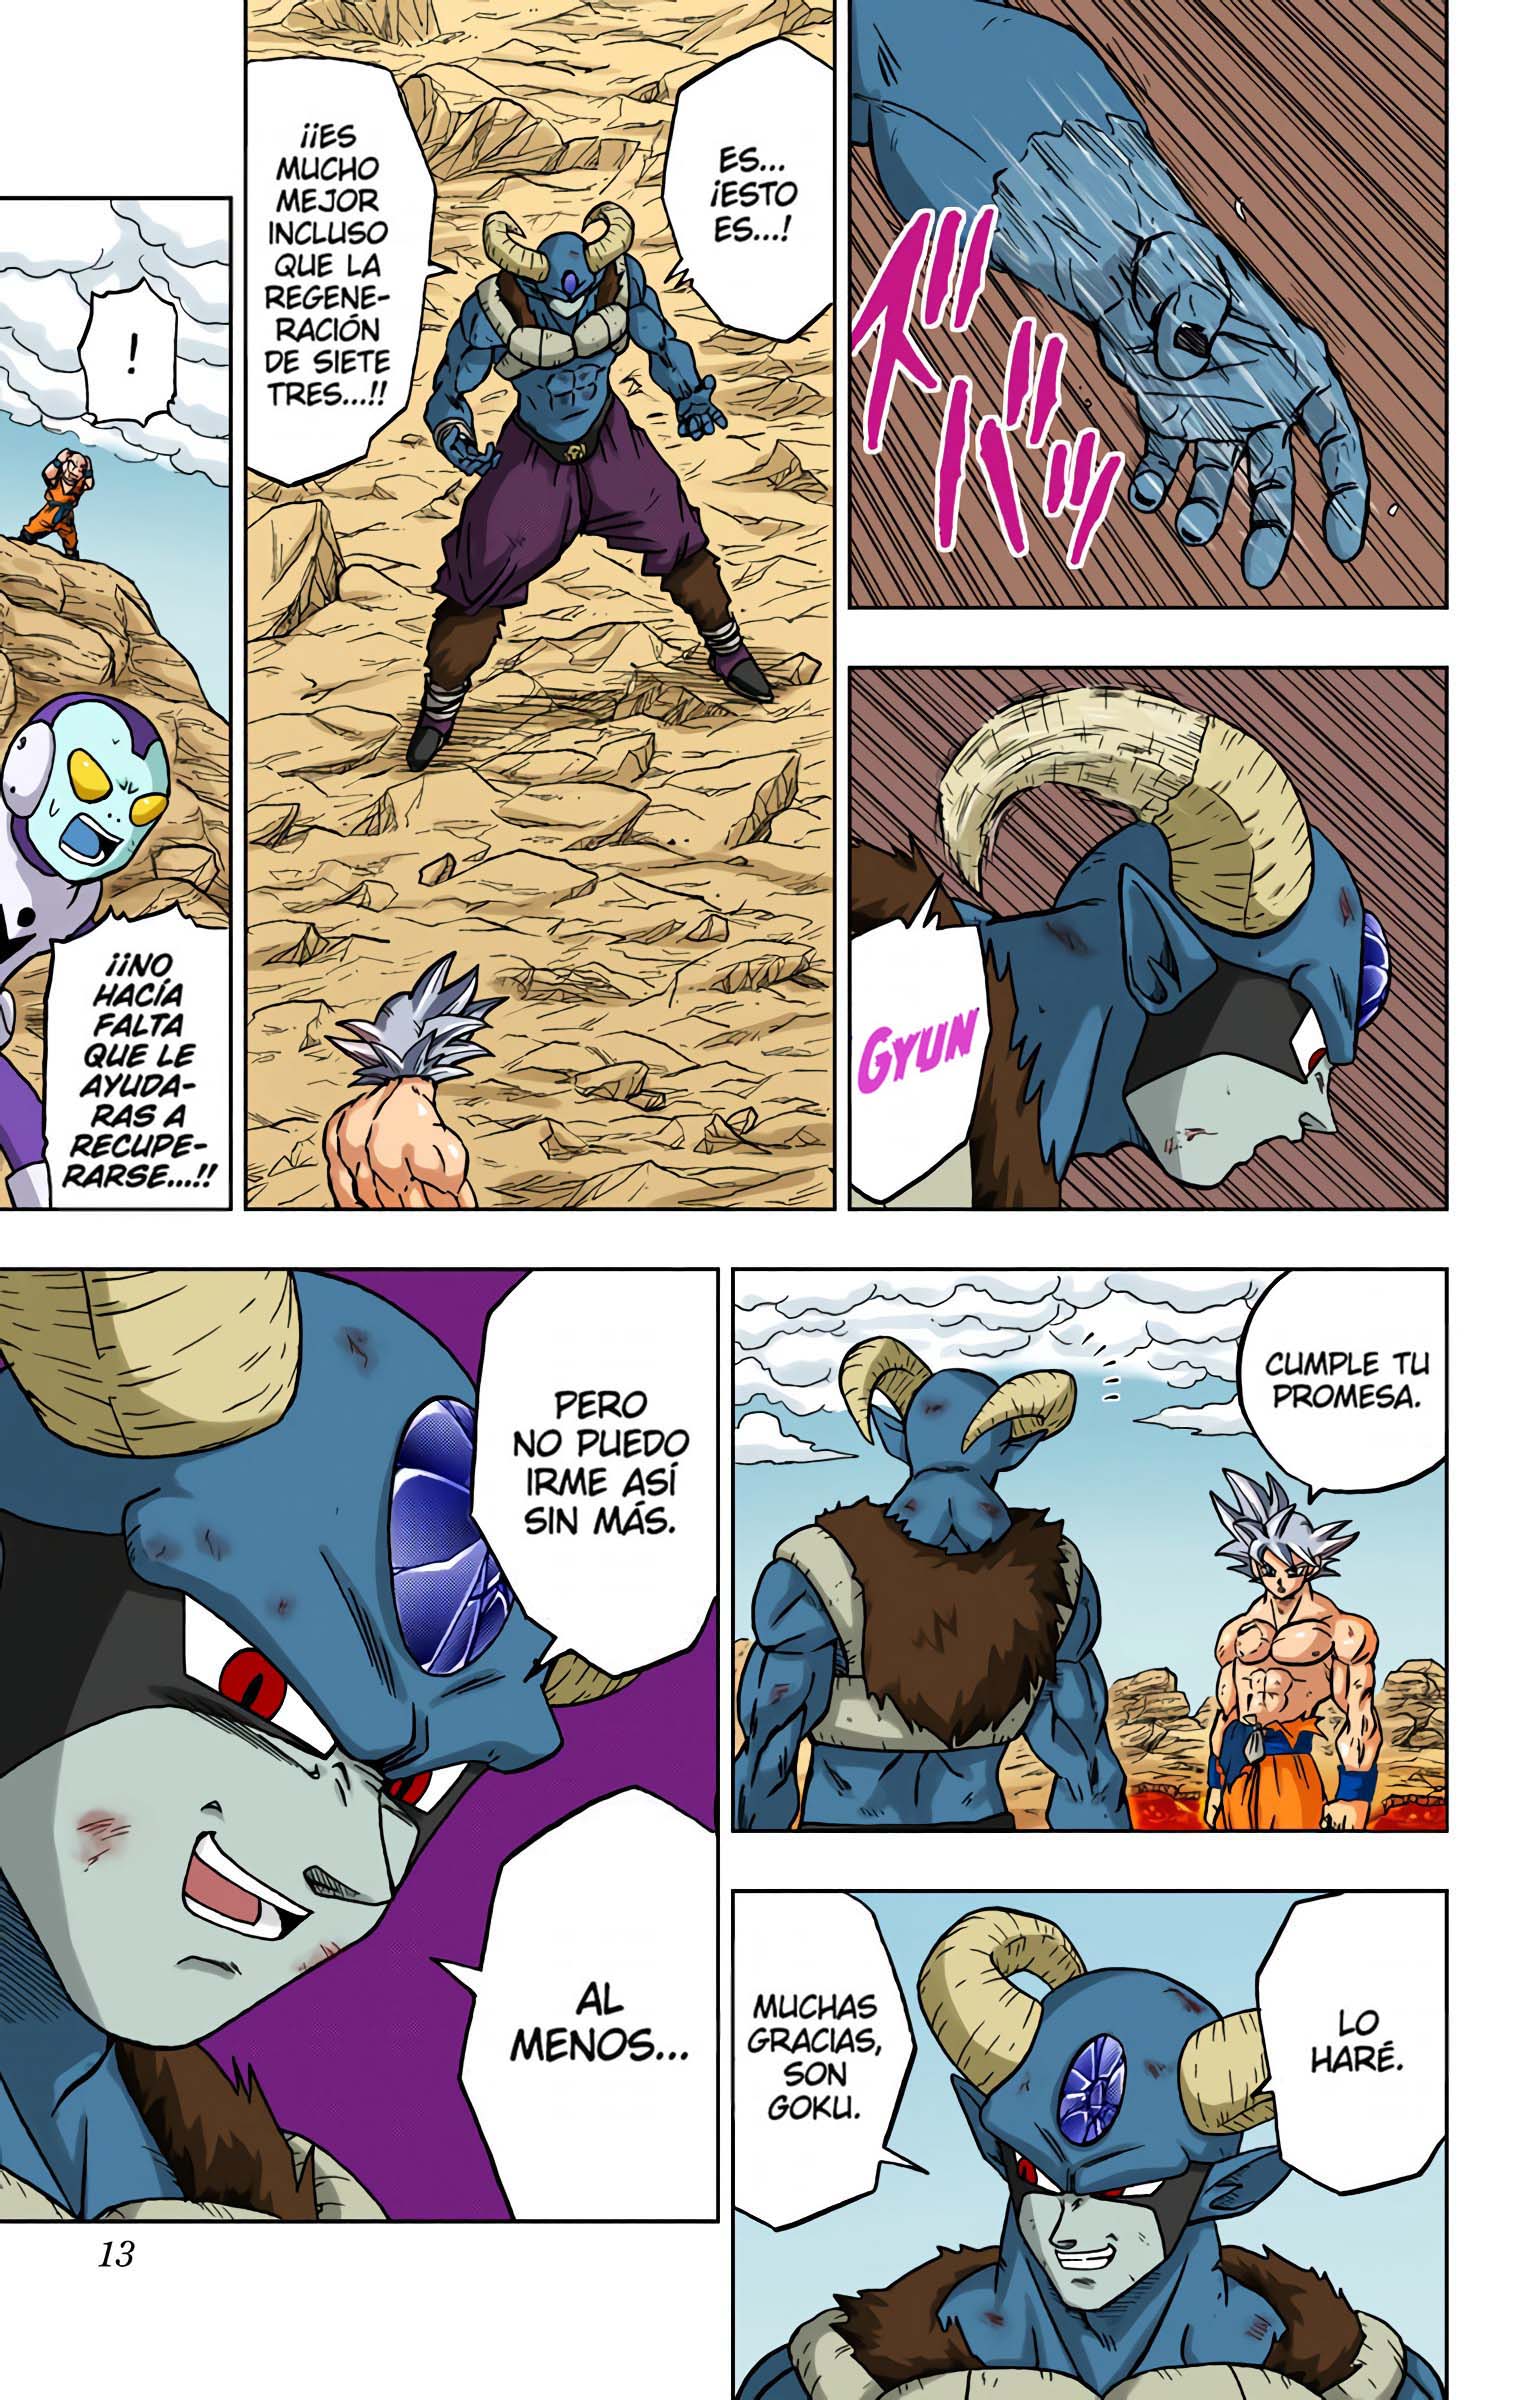 ズババッ
GYUN
ES...
¡ESTO
ES...!
¡¡ES
MUCHO
MEJOR
INCLUSO
QUE LA
REGENE-
RACIÓN
DE SIETE
TRES...!!
!
¡¡NO
HACÍA
FALTA
QUE LE
AYUDA-
RAS A
RECUPE-
RARSE...!!
CUMPLE TU
PROMESA.
LO
HARÉ.
MUCHAS
GRACIAS,
SON
GOKU.
PERO
NO PUEDO
IRME ASÍ
SIN MÁS.
AL
MENOS...
13